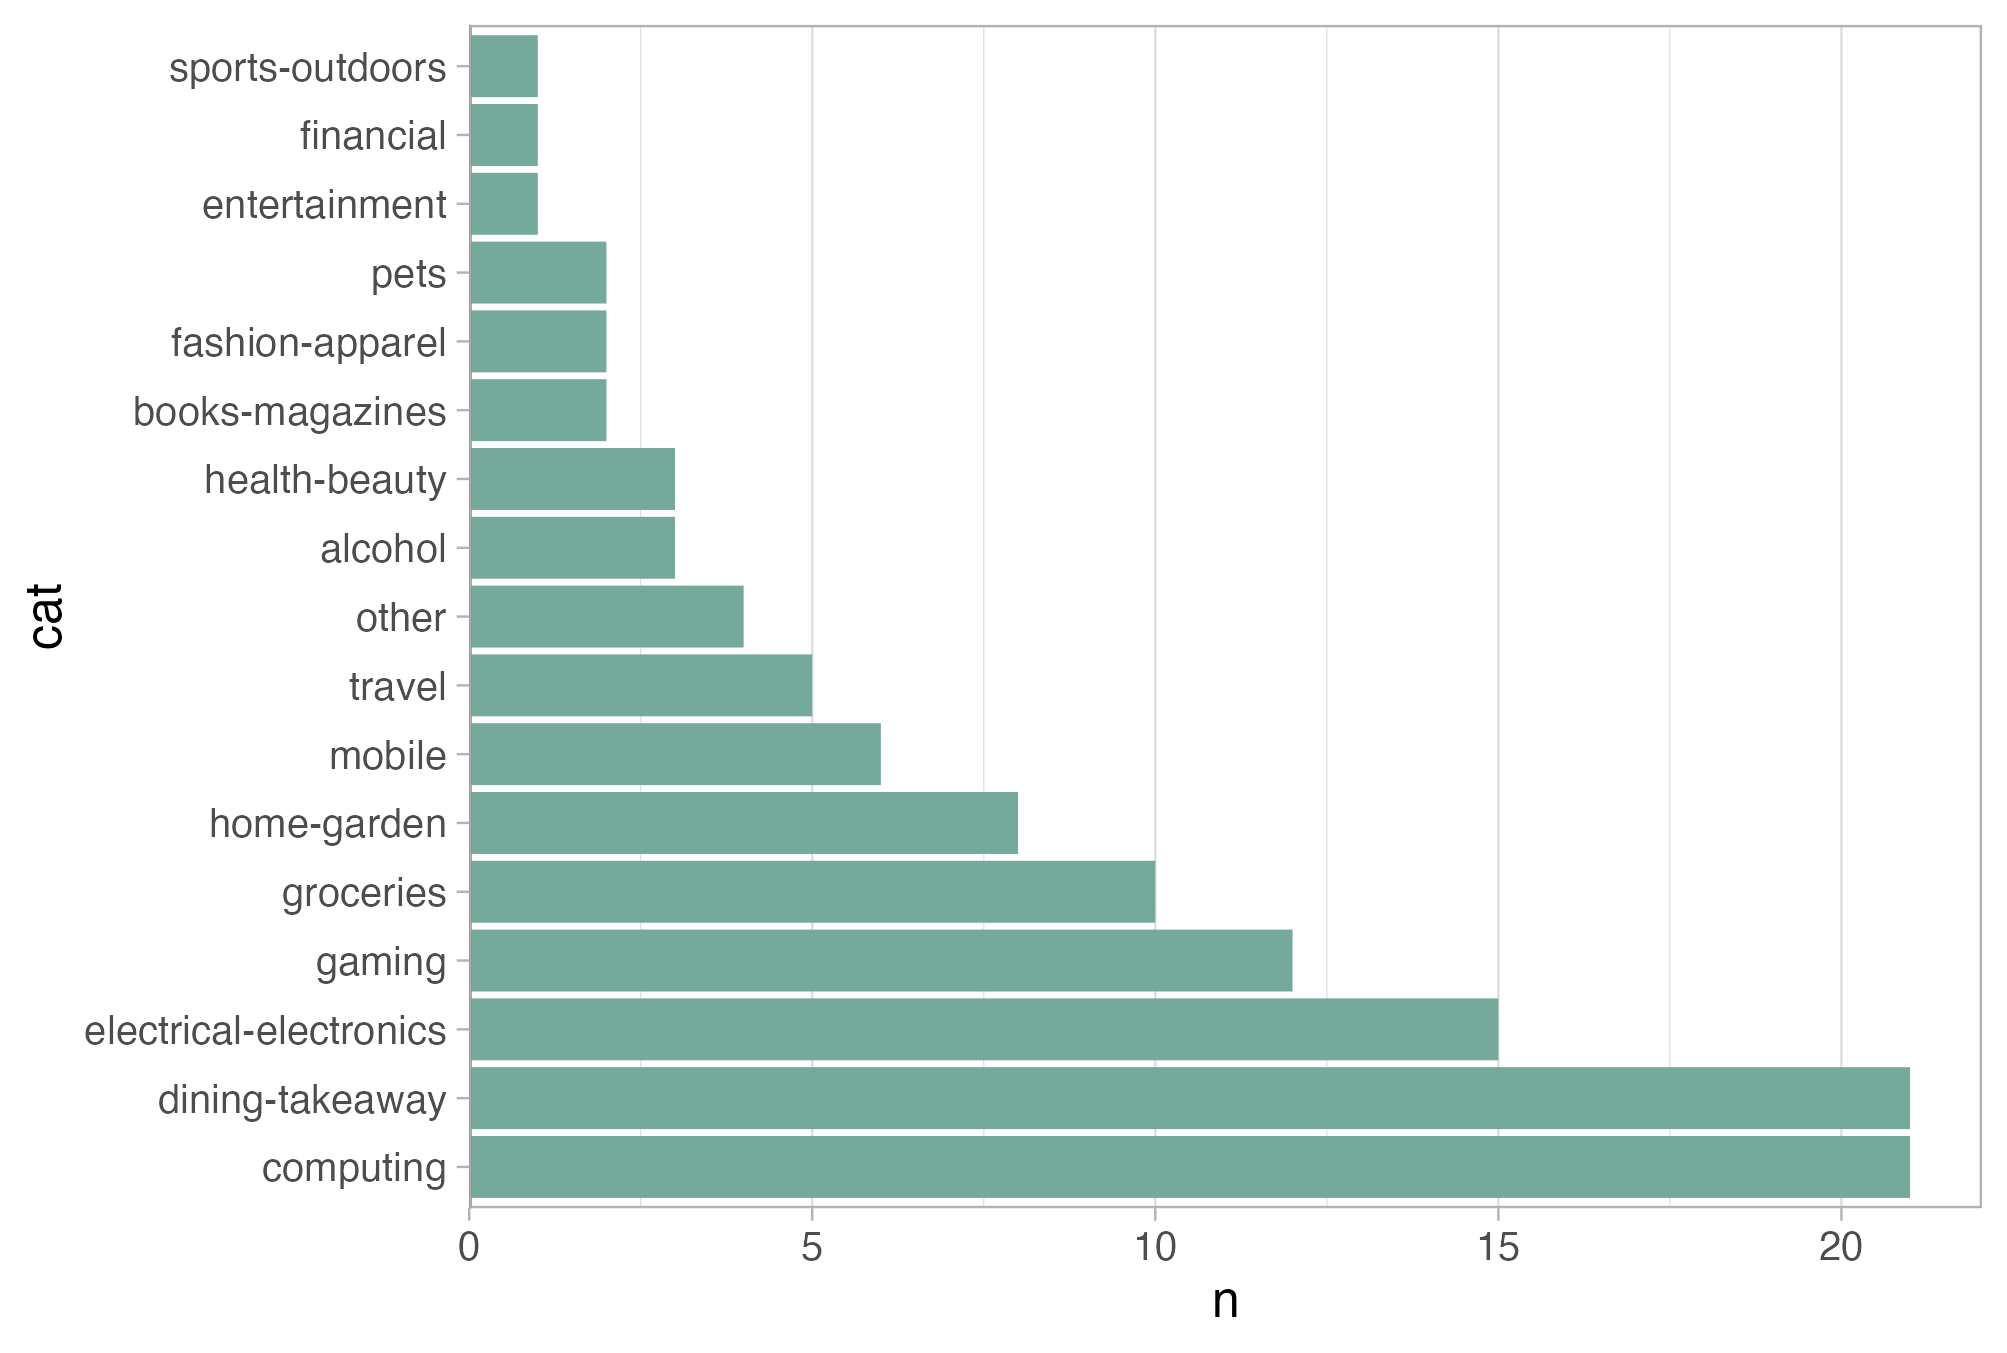 sports-outdoors
financial
entertainment
pets
fashion-apparel
books-magazines
health-beauty
alcohol
other
travel
mobile
home-garden
groceries
gaming
electrical-electronics
dining-takeaway
computing
cat
0 5 10 15 20
n